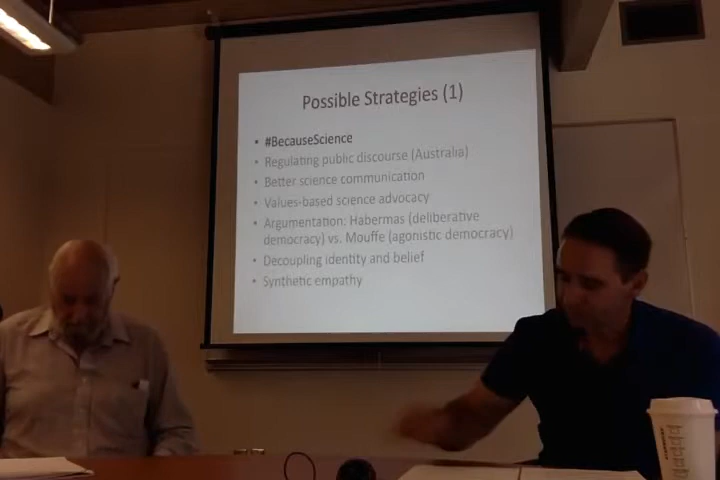 Possible Strategies (1)
• #BecauseScience
• Regulating public discourse (Australia)
• Better science communication
• Values-based science advocacy
• Argumentation: Habermas (deliberative
democracy) vs. Mouffe (agonistic democracy)
• Decoupling identity and belief
• Synthetic empathy